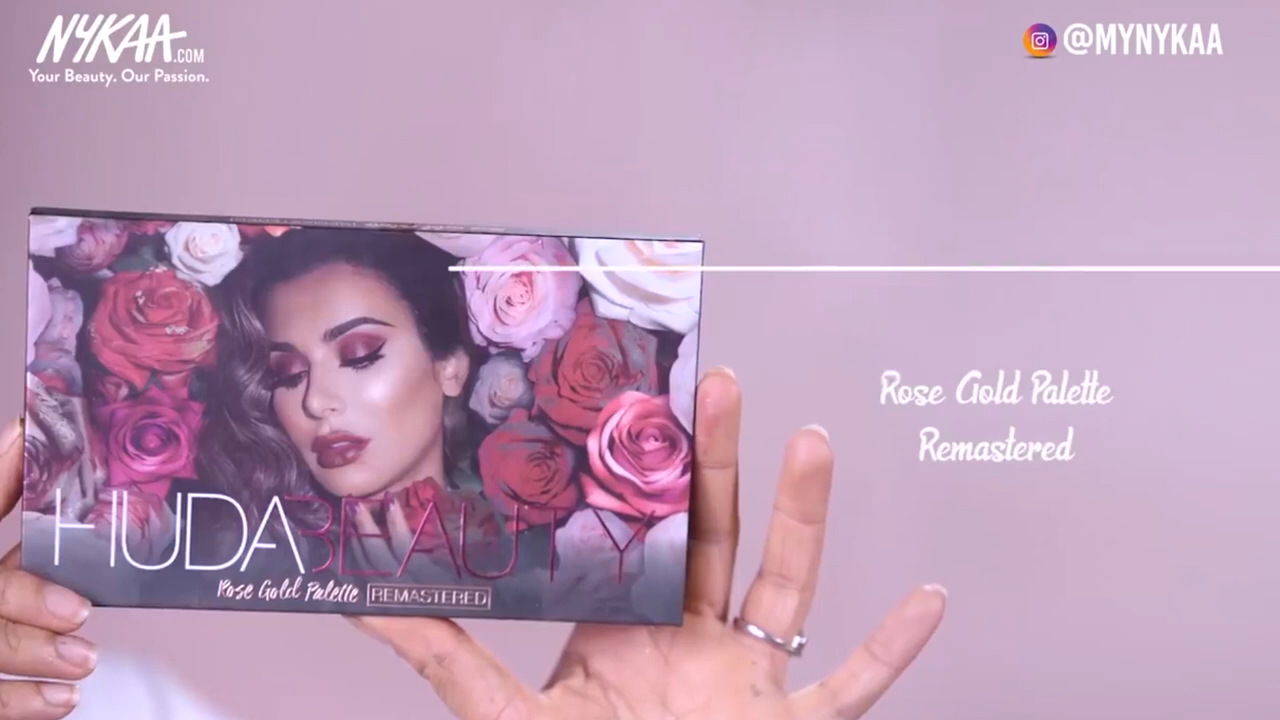 NYKAA.COM
Your Beauty. Our Passion.
@MYNYKAA
Rose Gold Palette
Remastered
HUDABEAUTY
Rose Gold Palette REMASTERED